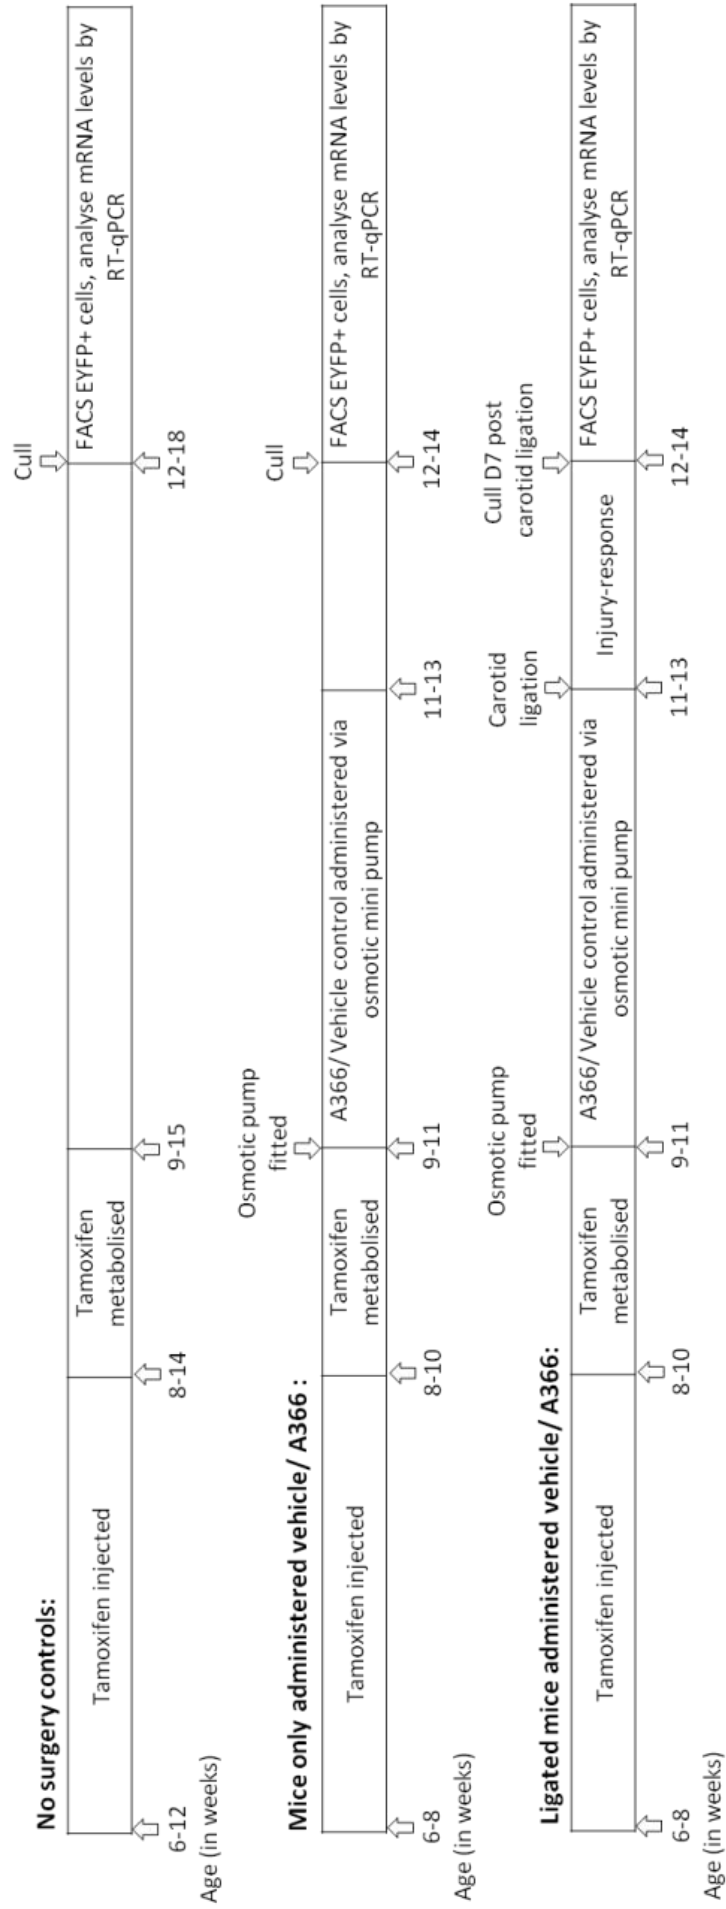 No surgery controls:
Cull
Tamoxifen injected
Tamoxifen
metabolised
FACS EYFP+ cells, analyse mRNA levels by
RT-qPCR
6-12
8-14
9-15
12-18
Age (in weeks)
Mice only administered vehicle/ A366 :
Osmotic pump
fitted
Cull
Tamoxifen injected
Tamoxifen
metabolised
A366/Vehicle control administered via
osmotic mini pump
FACS EYFP+ cells, analyse mRNA levels by
RT-qPCR
6-8
8-10
9-11
11-13
12-14
Age (in weeks)
Ligated mice administered vehicle/ A366:
Osmotic pump
fitted
Carotid
ligation
Cull D7 post
carotid ligation
Tamoxifen injected
Tamoxifen
metabolised
A366/Vehicle control administered via
osmotic mini pump
Injury-response
FACS EYFP+ cells, analyse mRNA levels by
RT-qPCR
6-8
8-10
9-11
11-13
12-14
Age (in weeks)